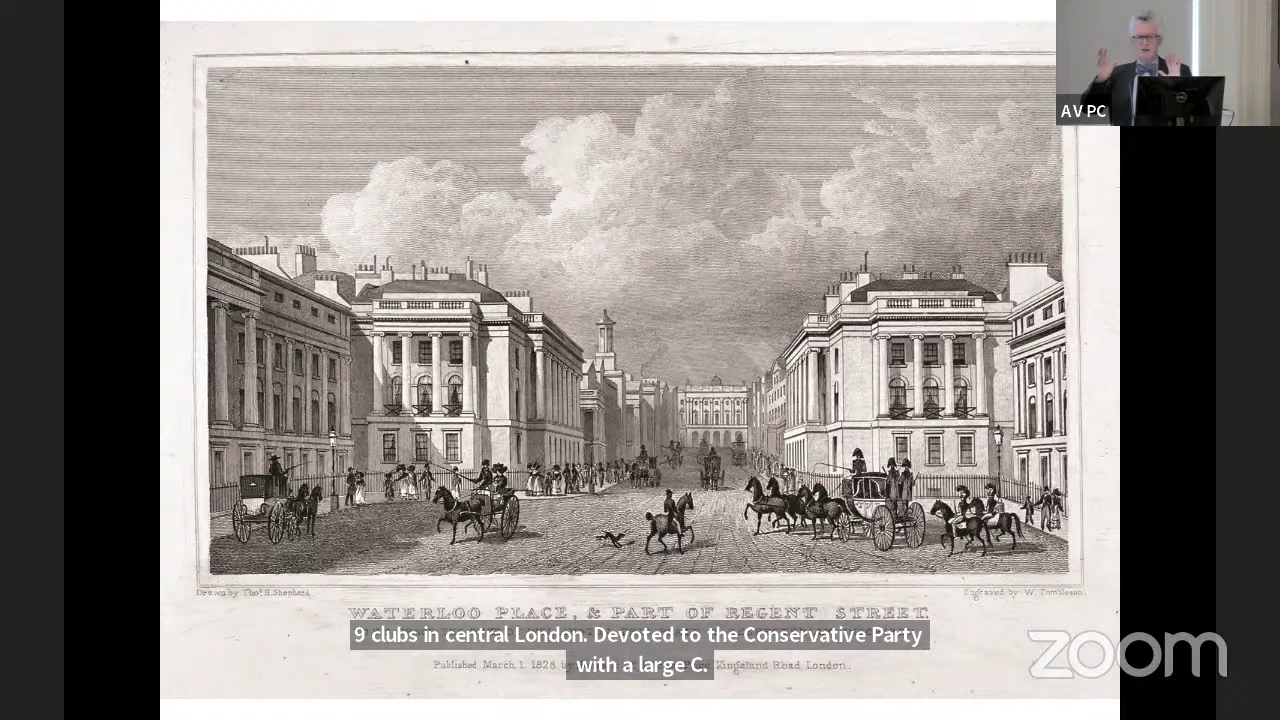 A V PC
Drawn by Thos. H. Shepherd.
Engraved by W. Tombleson.
WATERLOO PLACE, & PART OF REGENT STREET.
9 clubs in central London. Devoted to the Conservative Party
with a large C.
Published March 1. 1828 by Kingsland Road, London.
zoom